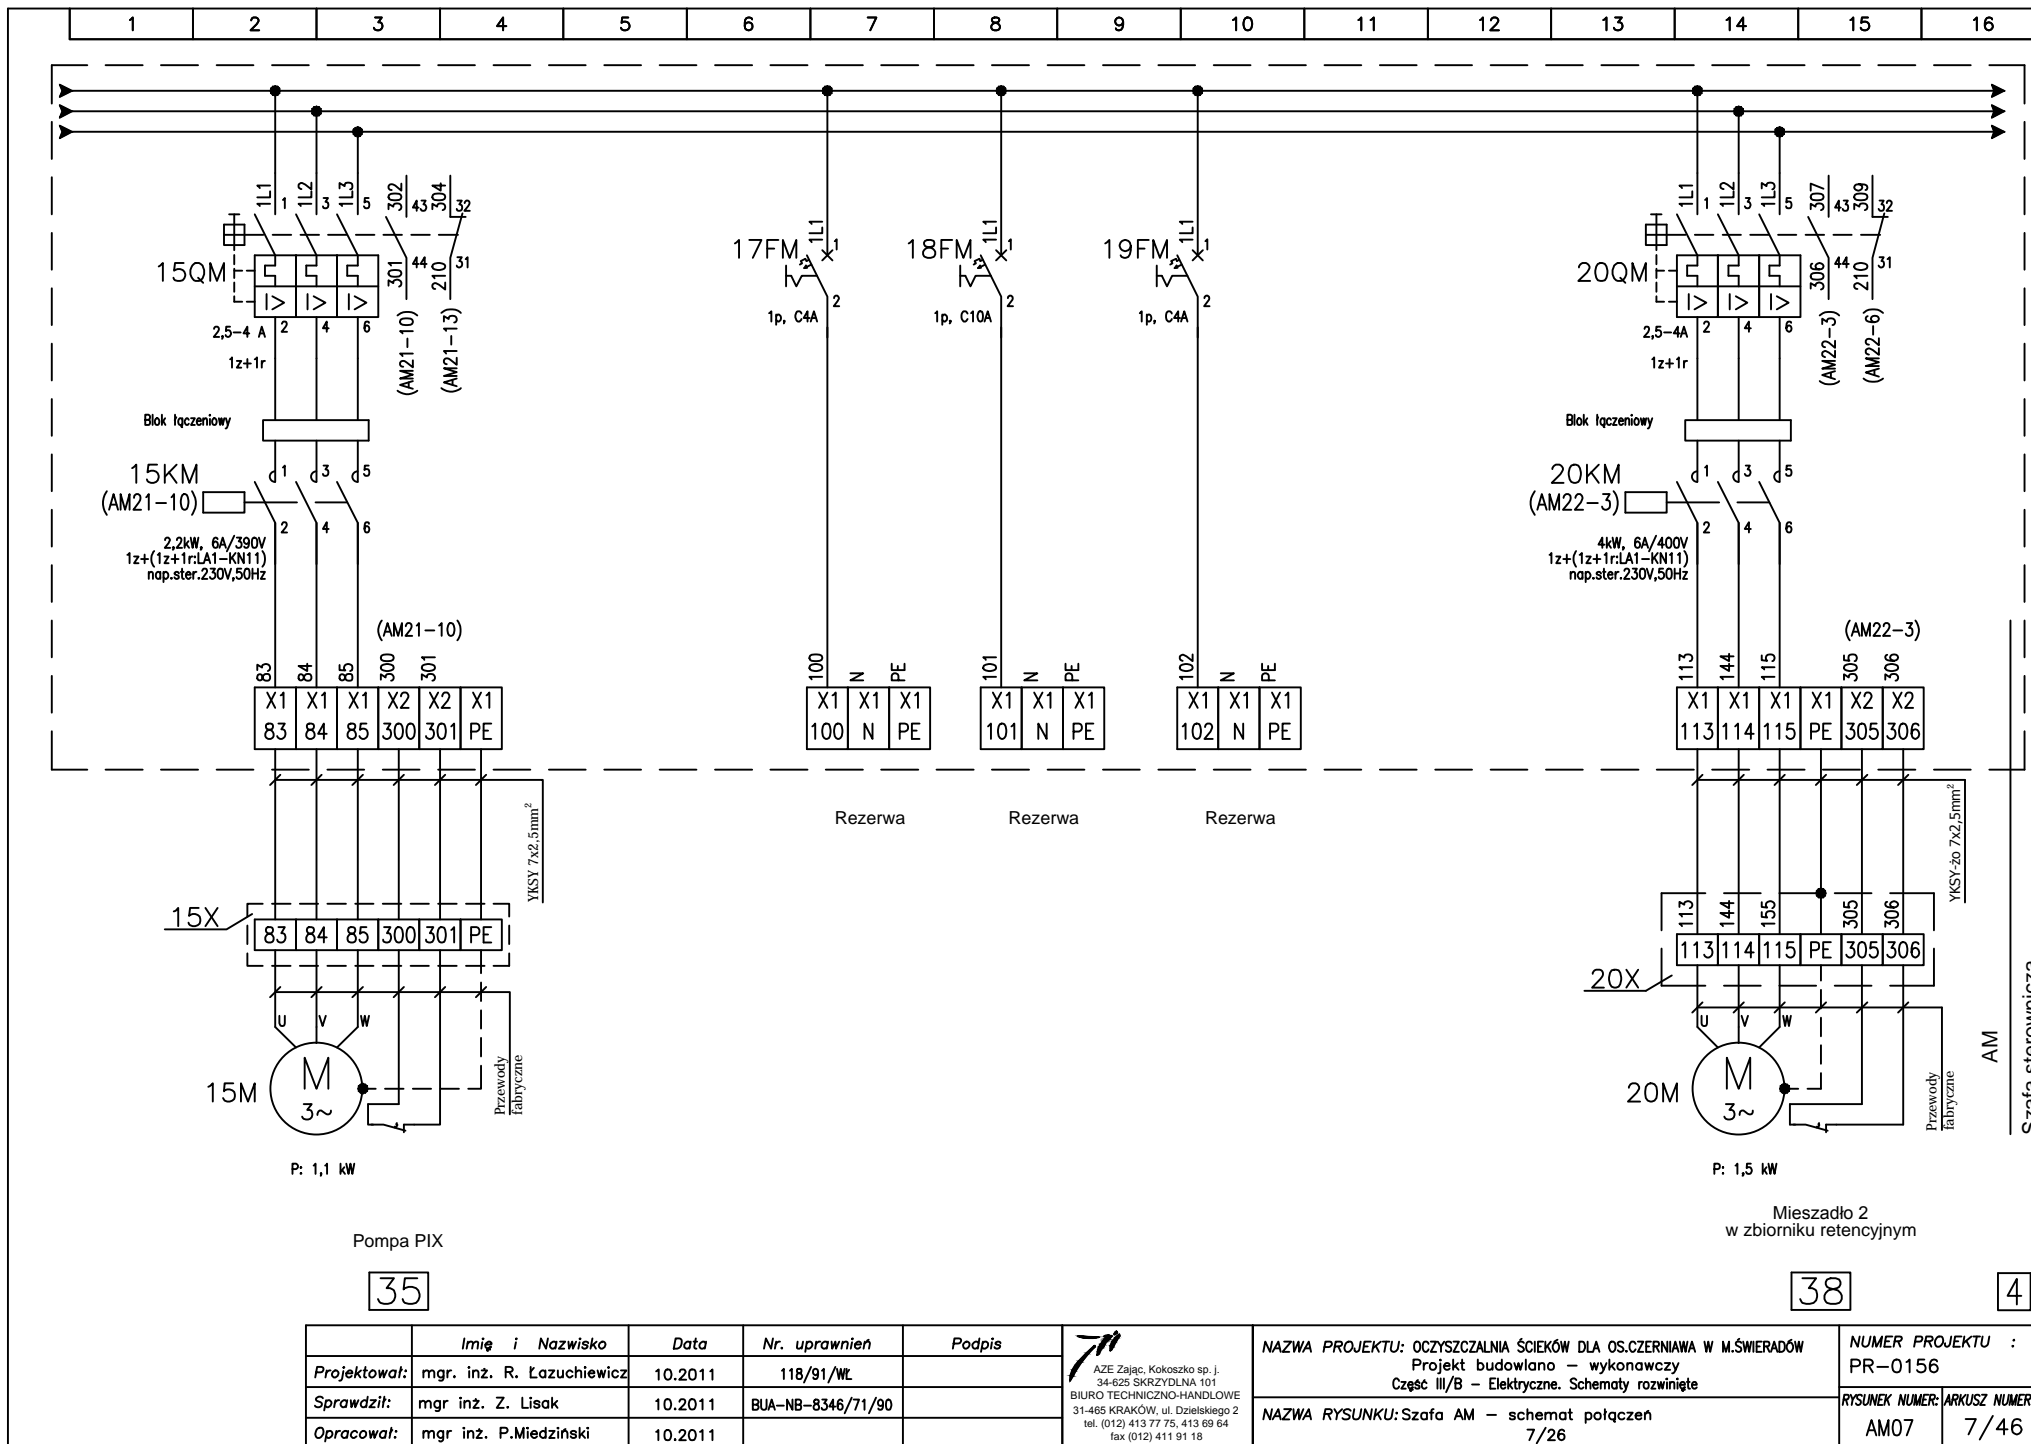 1 2 3 4 5 6 7 8 9 10 11 12 13 14 15 16
1L1 1 1L2 3 1L3 5 302 43 304 32
15QM
301 44 210 31
2,5-4 A 2 4 6
1z+1r
(AM21-10) (AM21-13)
Blok łączeniowy
15KM 1 3 5
(AM21-10)
2 4 6
2,2kW, 6A/390V
1z+(1z+1r:LA1-KN11)
nap.ster.230V,50Hz
(AM21-10)
83 84 85 300 301
X1 X1 X1 X2 X2 X1
83 84 85 300 301 PE
YKSY 7x2,5mm²
15X
83 84 85 300 301 PE
U V W
15M
M
3~
Przewody
fabryczne
P: 1,1 kW
Pompa PIX
35
1L1
17FM 1
I> I> I>
2
1p, C4A
100 N PE
X1 X1 X1
100 N PE
Rezerwa
1L1
18FM 1
2
1p, C10A
101 N PE
X1 X1 X1
101 N PE
Rezerwa
1L1
19FM 1
2
1p, C4A
102 N PE
X1 X1 X1
102 N PE
Rezerwa
1L1 1 1L2 3 1L3 5 307 43 309 32
20QM
I> I> I>
306 44 210 31
2,5-4A 2 4 6
1z+1r
(AM22-3) (AM22-6)
Blok łączeniowy
20KM 1 3 5
(AM22-3)
2 4 6
4kW, 6A/400V
1z+(1z+1r:LA1-KN11)
nap.ster.230V,50Hz
(AM22-3)
113 144 115 305 306
X1 X1 X1 X1 X2 X2
113 114 115 PE 305 306
YKSY-żo 7x2,5mm²
113 144 155 305 306
113 114 115 PE 305 306
20X
U V W
20M
M
3~
Przewody
fabryczne
P: 1,5 kW
Mieszadło 2
w zbiorniku retencyjnym
38
4
AM
Szafa sterownicza
Imię i Nazwisko Data Nr. uprawnień Podpis
Projektował: mgr. inż. R. Łazuchiewicz 10.2011 118/91/WŁ
Sprawdził: mgr inż. Z. Lisak 10.2011 BUA-NB-8346/71/90
Opracował: mgr inż. P.Miedziński 10.2011
AZE Zając, Kokoszko sp. j.
34-625 SKRZYDLNA 101
BIURO TECHNICZNO-HANDLOWE
31-465 KRAKÓW, ul. Dzielskiego 2
tel. (012) 413 77 75, 413 69 64
fax (012) 411 91 18
NAZWA PROJEKTU: OCZYSZCZALNIA ŚCIEKÓW DLA OS.CZERNIAWA W M.ŚWIERADÓW
Projekt budowlano – wykonawczy
Część III/B – Elektryczne. Schematy rozwinięte
NAZWA RYSUNKU: Szafa AM – schemat połączeń
7/26
NUMER PROJEKTU :
PR-0156
RYSUNEK NUMER: ARKUSZ NUMER
AM07 7/46